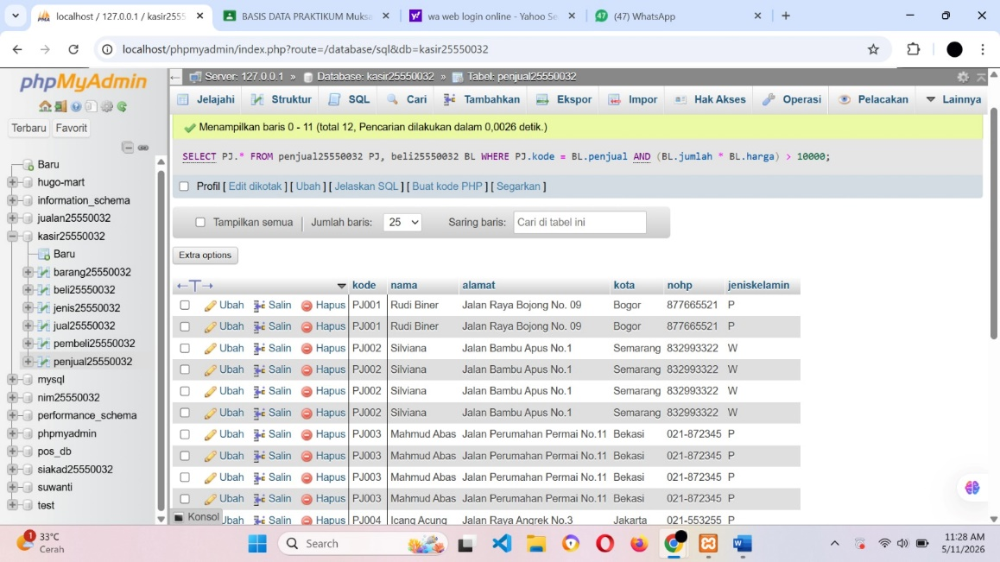 localhost / 127.0.0.1 / kasir2555
BASIS DATA PRAKTIKUM Muksa
wa web login online - Yahoo Se
(47) WhatsApp
localhost/phpmyadmin/index.php?route=/database/sql&db=kasir25550032
phpMyAdmin
Terbaru Favorit
Baru
hugo-mart
information_schema
jualan25550032
kasir25550032
Baru
barang25550032
beli25550032
jenis25550032
jual25550032
pembeli25550032
penjual25550032
mysql
nim25550032
performance_schema
phpmyadmin
pos_db
siakad25550032
suwanti
test
Server: 127.0.0.1 » Database: kasir25550032 » Tabel: penjual25550032
Jelajahi Struktur SQL Cari Tambahkan Ekspor Impor Hak Akses Operasi Pelacakan Lainnya
Menampilkan baris 0 - 11 (total 12, Pencarian dilakukan dalam 0,0026 detik.)
SELECT PJ.* FROM penjual25550032 PJ, beli25550032 BL WHERE PJ.kode = BL.penjual AND (BL.jumlah * BL.harga) > 10000;
Profil [ Edit dikotak ] [ Ubah ] [ Jelaskan SQL ] [ Buat kode PHP ] [ Segarkan ]
Tampilkan semua Jumlah baris: 25 Saring baris: Cari di tabel ini
Extra options
←T→ kode nama alamat kota nohp jeniskelamin
Ubah Salin Hapus PJ001 Rudi Biner Jalan Raya Bojong No. 09 Bogor 877665521 P
Ubah Salin Hapus PJ001 Rudi Biner Jalan Raya Bojong No. 09 Bogor 877665521 P
Ubah Salin Hapus PJ002 Silviana Jalan Bambu Apus No.1 Semarang 832993322 W
Ubah Salin Hapus PJ002 Silviana Jalan Bambu Apus No.1 Semarang 832993322 W
Ubah Salin Hapus PJ002 Silviana Jalan Bambu Apus No.1 Semarang 832993322 W
Ubah Salin Hapus PJ002 Silviana Jalan Bambu Apus No.1 Semarang 832993322 W
Ubah Salin Hapus PJ003 Mahmud Abas Jalan Perumahan Permai No.11 Bekasi 021-872345 P
Ubah Salin Hapus PJ003 Mahmud Abas Jalan Perumahan Permai No.11 Bekasi 021-872345 P
Ubah Salin Hapus PJ003 Mahmud Abas Jalan Perumahan Permai No.11 Bekasi 021-872345 P
Ubah Salin Hapus PJ003 Mahmud Abas Jalan Perumahan Permai No.11 Bekasi 021-872345 P
Ubah Salin Hapus PJ004 Icang Acung Jalan Raya Angrek No.3 Jakarta 021-553255 P
Konsol
1
33°C
Cerah
Search
11:28 AM
5/11/2026